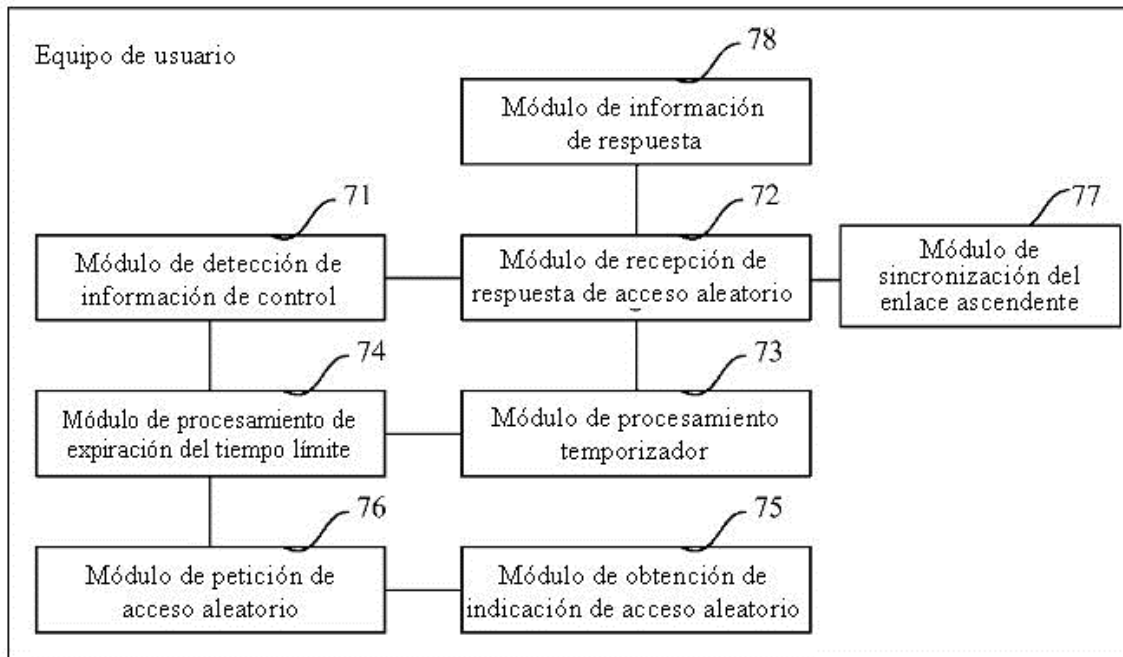 Equipo de usuario
78
Módulo de información
de respuesta
71
72
77
Módulo de detección de
información de control
Módulo de recepción de
respuesta de acceso aleatorio
Módulo de
sincronización del
enlace ascendente
74
73
Módulo de procesamiento de
expiración del tiempo límite
Módulo de procesamiento
temporizador
76
75
Módulo de petición de
acceso aleatorio
Módulo de obtención de
indicación de acceso aleatorio